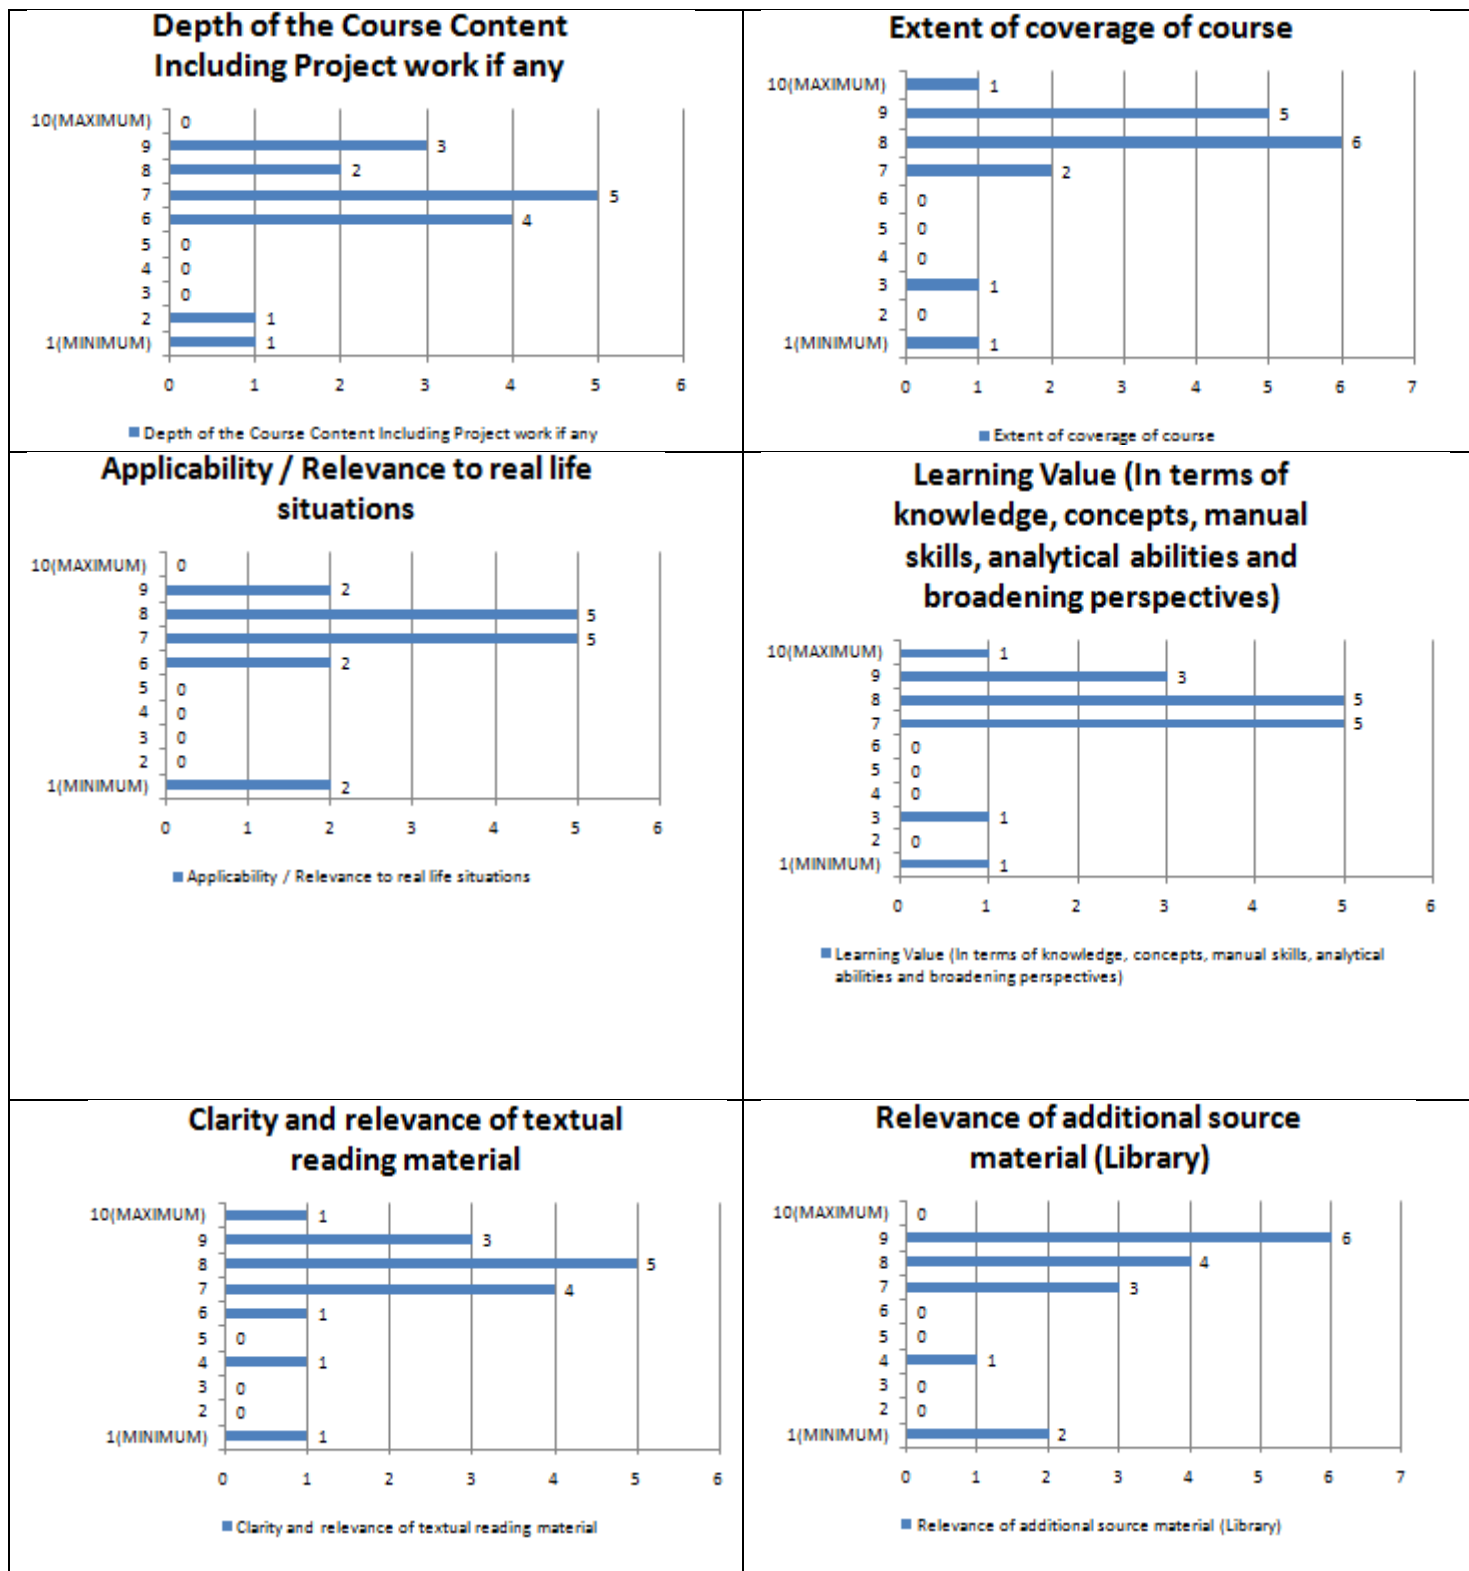 Depth of the Course Content
Including Project work if any
10(MAXIMUM) 0
9 3
8 2
7 5
6 4
5 0
4 0
3 0
2 1
1(MINIMUM) 1
0 1 2 3 4 5 6
Depth of the Course Content Including Project work if any
Extent of coverage of course
10(MAXIMUM) 1
9 5
8 6
7 2
6 0
5 0
4 0
3 1
2 0
1(MINIMUM) 1
0 1 2 3 4 5 6 7
Extent of coverage of course
Applicability / Relevance to real life
situations
10(MAXIMUM) 0
9 2
8 5
7 5
6 2
5 0
4 0
3 0
2 0
1(MINIMUM) 2
0 1 2 3 4 5 6
Applicability / Relevance to real life situations
Learning Value (In terms of
knowledge, concepts, manual
skills, analytical abilities and
broadening perspectives)
10(MAXIMUM) 1
9 3
8 5
7 5
6 0
5 0
4 0
3 1
2 0
1(MINIMUM) 1
0 1 2 3 4 5 6
Learning Value (In terms of knowledge, concepts, manual skills, analytical
abilities and broadening perspectives)
Clarity and relevance of textual
reading material
10(MAXIMUM) 1
9 3
8 5
7 4
6 1
5 0
4 1
3 0
2 0
1(MINIMUM) 1
0 1 2 3 4 5 6
Clarity and relevance of textual reading material
Relevance of additional source
material (Library)
10(MAXIMUM) 0
9 6
8 4
7 3
6 0
5 0
4 1
3 0
2 0
1(MINIMUM) 2
0 1 2 3 4 5 6 7
Relevance of additional source material (Library)